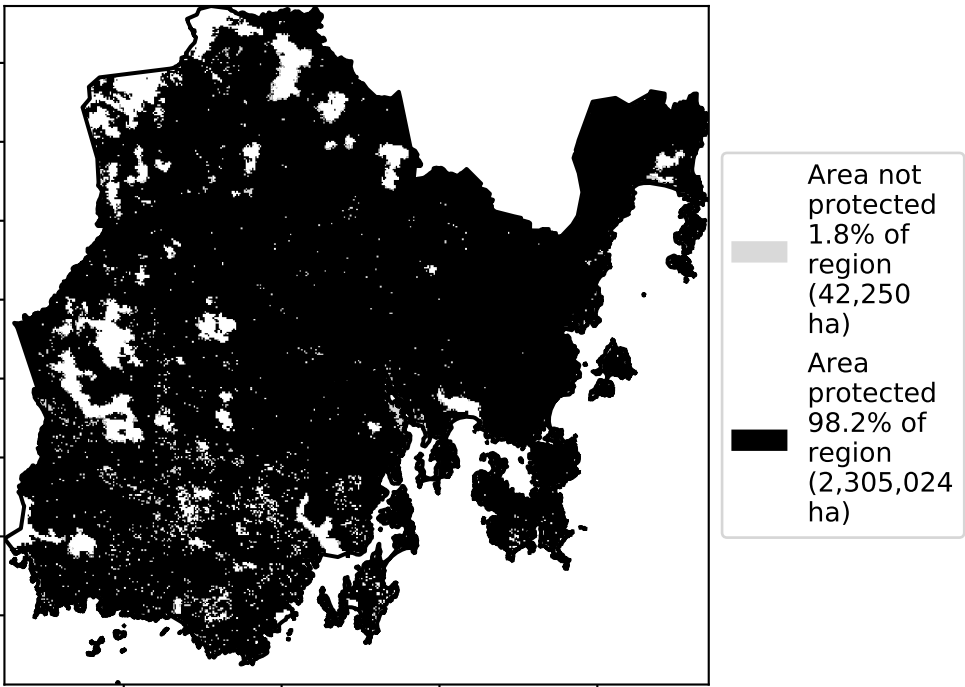 Area not
protected
1.8% of
region
(42,250
ha)
Area
protected
98.2% of
region
(2,305,024
ha)